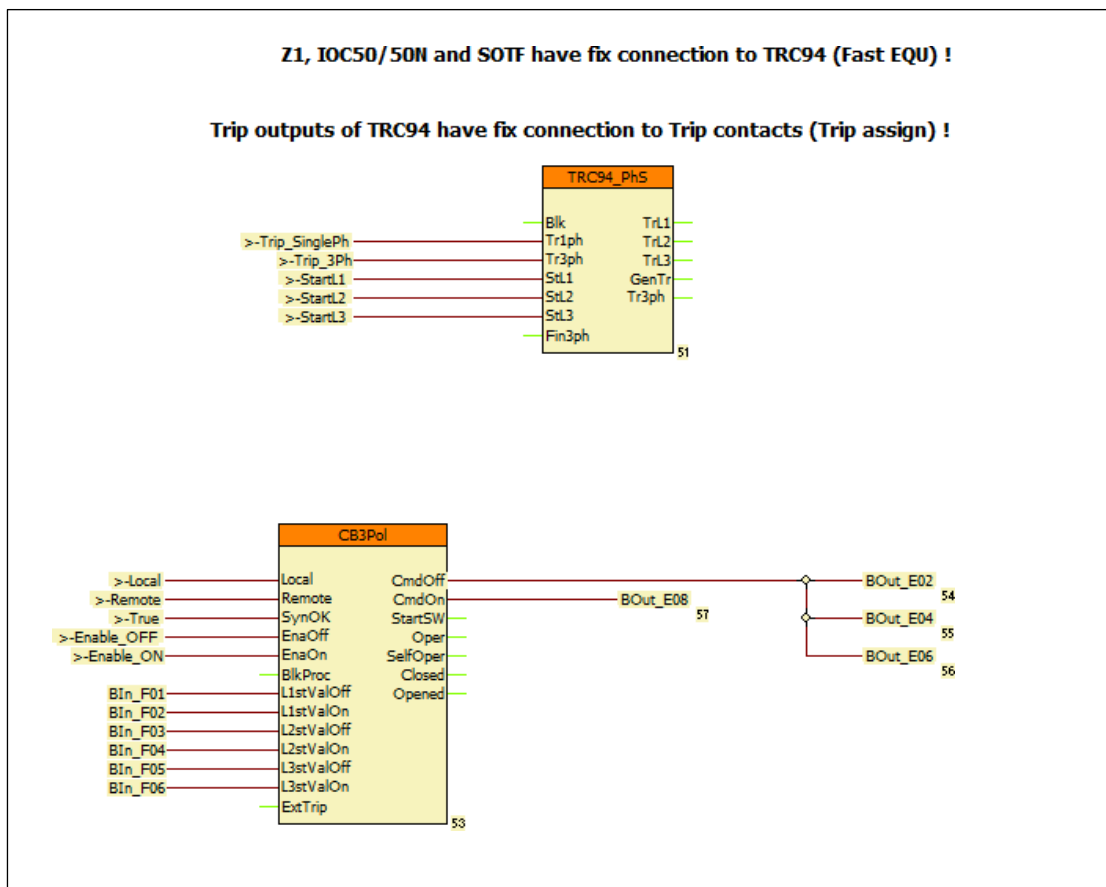 Z1, IOC50/50N and SOTF have fix connection to TRC94 (Fast EQU) !
Trip outputs of TRC94 have fix connection to Trip contacts (Trip assign) !
TRC94_PhS
Blk TrL1
>-Trip_SinglePh Tr1ph TrL2
>-Trip_3Ph Tr3ph TrL3
>-StartL1 StL1 GenTr
>-StartL2 StL2 Tr3ph
>-StartL3 StL3
Fin3ph
51
CB3Pol
>-Local Local CmdOff BOut_E02
54
>-Remote Remote CmdOn BOut_E08
57
>-True SynOK StartSW BOut_E04
55
>-Enable_OFF EnaOff Oper
>-Enable_ON EnaOn SelfOper BOut_E06
56
BlkProc Closed
BIn_F01 L1stValOff Opened
BIn_F02 L1stValOn
BIn_F03 L2stValOff
BIn_F04 L2stValOn
BIn_F05 L3stValOff
BIn_F06 L3stValOn
ExtTrip
53